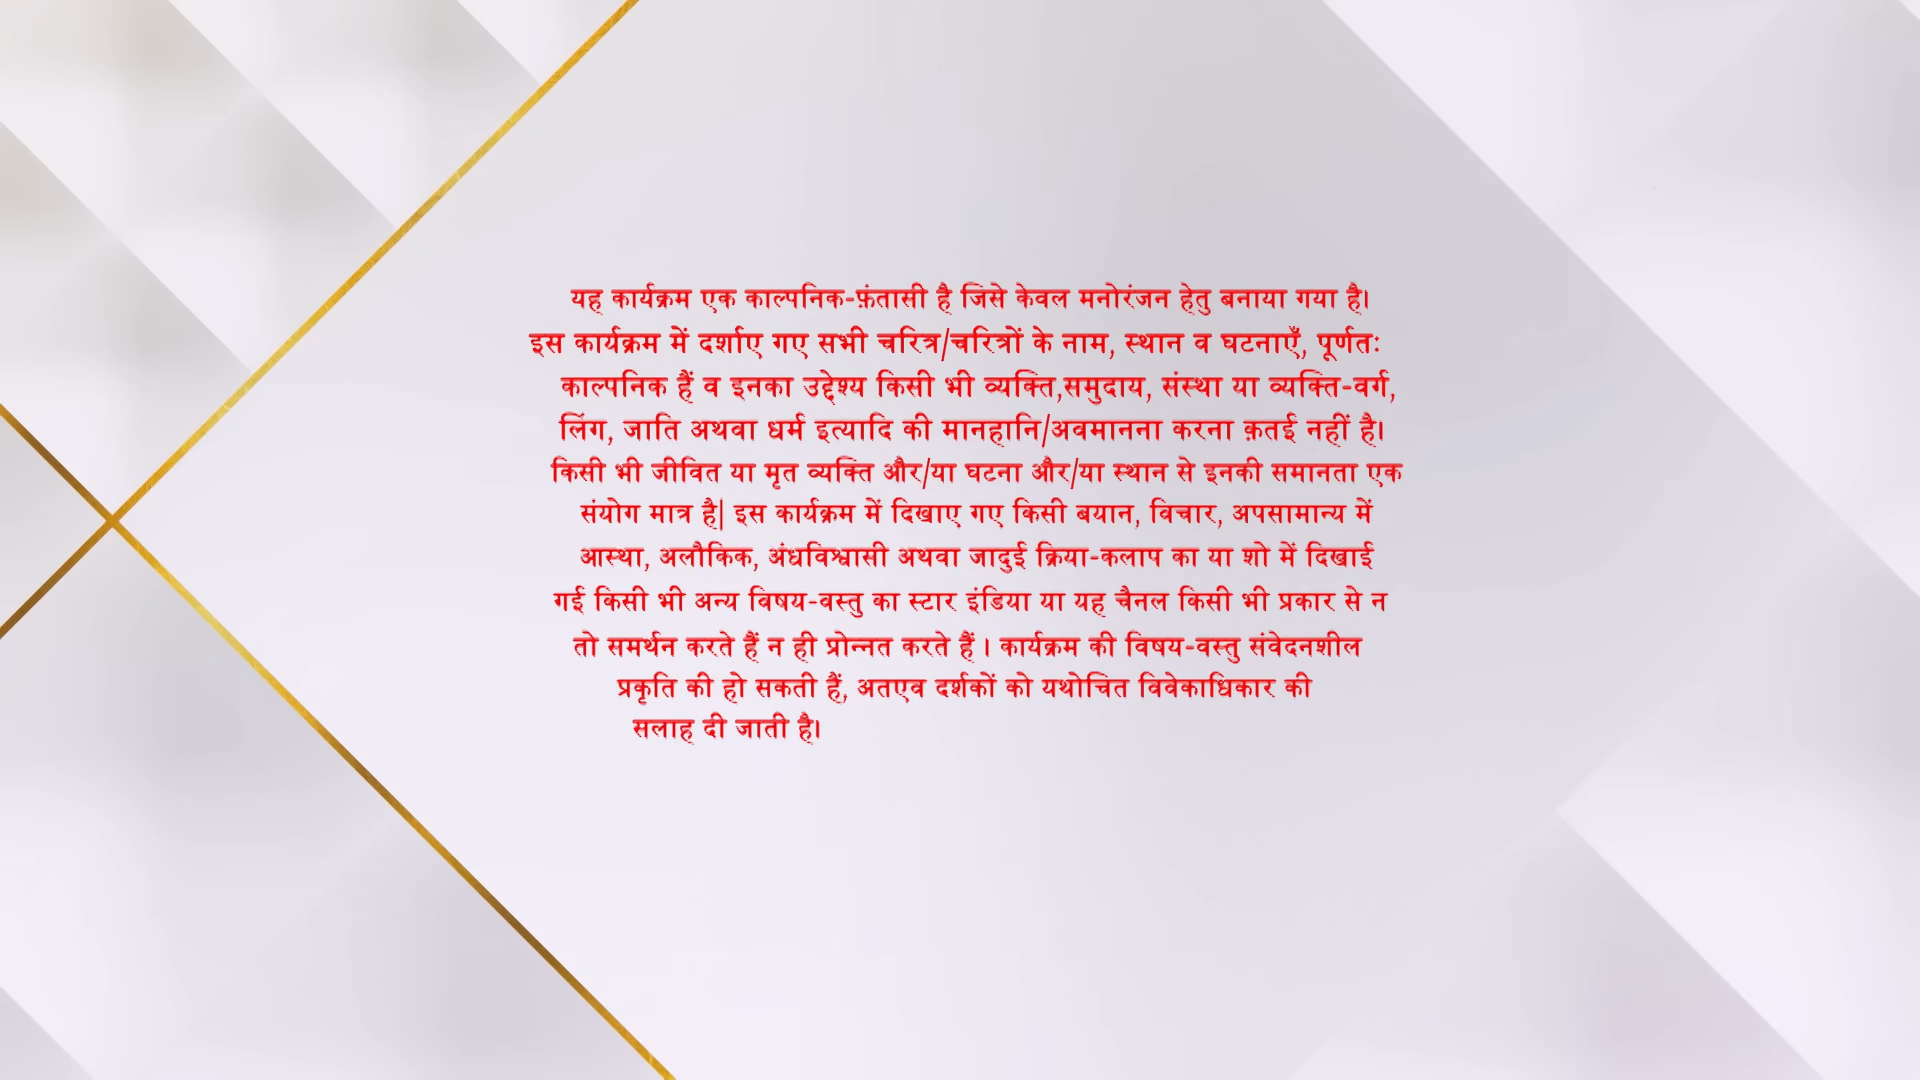 यह कार्यक्रम एक काल्पनिक-फ़ंतासी है जिसे केवल मनोरंजन हेतु बनाया गया है।
इस कार्यक्रम में दर्शाए गए सभी चरित्र/चरित्रों के नाम, स्थान व घटनाएँ, पूर्णतः
काल्पनिक हैं व इनका उद्देश्य किसी भी व्यक्ति,समुदाय, संस्था या व्यक्ति-वर्ग,
लिंग, जाति अथवा धर्म इत्यादि की मानहानि/अवमानना करना क़तई नहीं है।
किसी भी जीवित या मृत व्यक्ति और/या घटना और/या स्थान से इनकी समानता एक
संयोग मात्र है| इस कार्यक्रम में दिखाए गए किसी बयान, विचार, अपसामान्य में
आस्था, अलौकिक, अंधविश्वासी अथवा जादुई क्रिया-कलाप का या शो में दिखाई
गई किसी भी अन्य विषय-वस्तु का स्टार इंडिया या यह चैनल किसी भी प्रकार से न
तो समर्थन करते हैं न ही प्रोन्नत करते हैं । कार्यक्रम की विषय-वस्तु संवेदनशील
प्रकृति की हो सकती हैं, अतएव दर्शकों को यथोचित विवेकाधिकार की
सलाह दी जाती है।